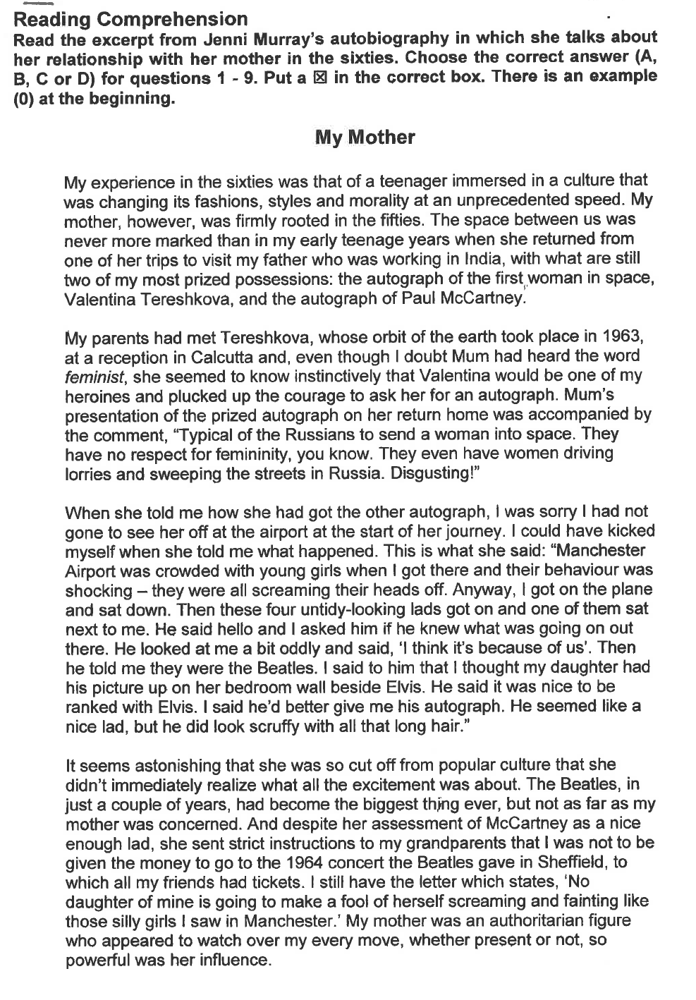 Reading Comprehension
Read the excerpt from Jenni Murray's autobiography in which she talks about
her relationship with her mother in the sixties. Choose the correct answer (A,
B, C or D) for questions 1 - 9. Put a ☒ in the correct box. There is an example
(0) at the beginning.
My Mother
My experience in the sixties was that of a teenager immersed in a culture that
was changing its fashions, styles and morality at an unprecedented speed. My
mother, however, was firmly rooted in the fifties. The space between us was
never more marked than in my early teenage years when she returned from
one of her trips to visit my father who was working in India, with what are still
two of my most prized possessions: the autograph of the first woman in space,
Valentina Tereshkova, and the autograph of Paul McCartney.
My parents had met Tereshkova, whose orbit of the earth took place in 1963,
at a reception in Calcutta and, even though I doubt Mum had heard the word
feminist, she seemed to know instinctively that Valentina would be one of my
heroines and plucked up the courage to ask her for an autograph. Mum's
presentation of the prized autograph on her return home was accompanied by
the comment, “Typical of the Russians to send a woman into space. They
have no respect for femininity, you know. They even have women driving
lorries and sweeping the streets in Russia. Disgusting!”
When she told me how she had got the other autograph, I was sorry I had not
gone to see her off at the airport at the start of her journey. I could have kicked
myself when she told me what happened. This is what she said: “Manchester
Airport was crowded with young girls when I got there and their behaviour was
shocking – they were all screaming their heads off. Anyway, I got on the plane
and sat down. Then these four untidy-looking lads got on and one of them sat
next to me. He said hello and I asked him if he knew what was going on out
there. He looked at me a bit oddly and said, ‘I think it's because of us'. Then
he told me they were the Beatles. I said to him that I thought my daughter had
his picture up on her bedroom wall beside Elvis. He said it was nice to be
ranked with Elvis. I said he'd better give me his autograph. He seemed like a
nice lad, but he did look scruffy with all that long hair.”
It seems astonishing that she was so cut off from popular culture that she
didn't immediately realize what all the excitement was about. The Beatles, in
just a couple of years, had become the biggest thing ever, but not as far as my
mother was concerned. And despite her assessment of McCartney as a nice
enough lad, she sent strict instructions to my grandparents that I was not to be
given the money to go to the 1964 concert the Beatles gave in Sheffield, to
which all my friends had tickets. I still have the letter which states, ‘No
daughter of mine is going to make a fool of herself screaming and fainting like
those silly girls I saw in Manchester.' My mother was an authoritarian figure
who appeared to watch over my every move, whether present or not, so
powerful was her influence.